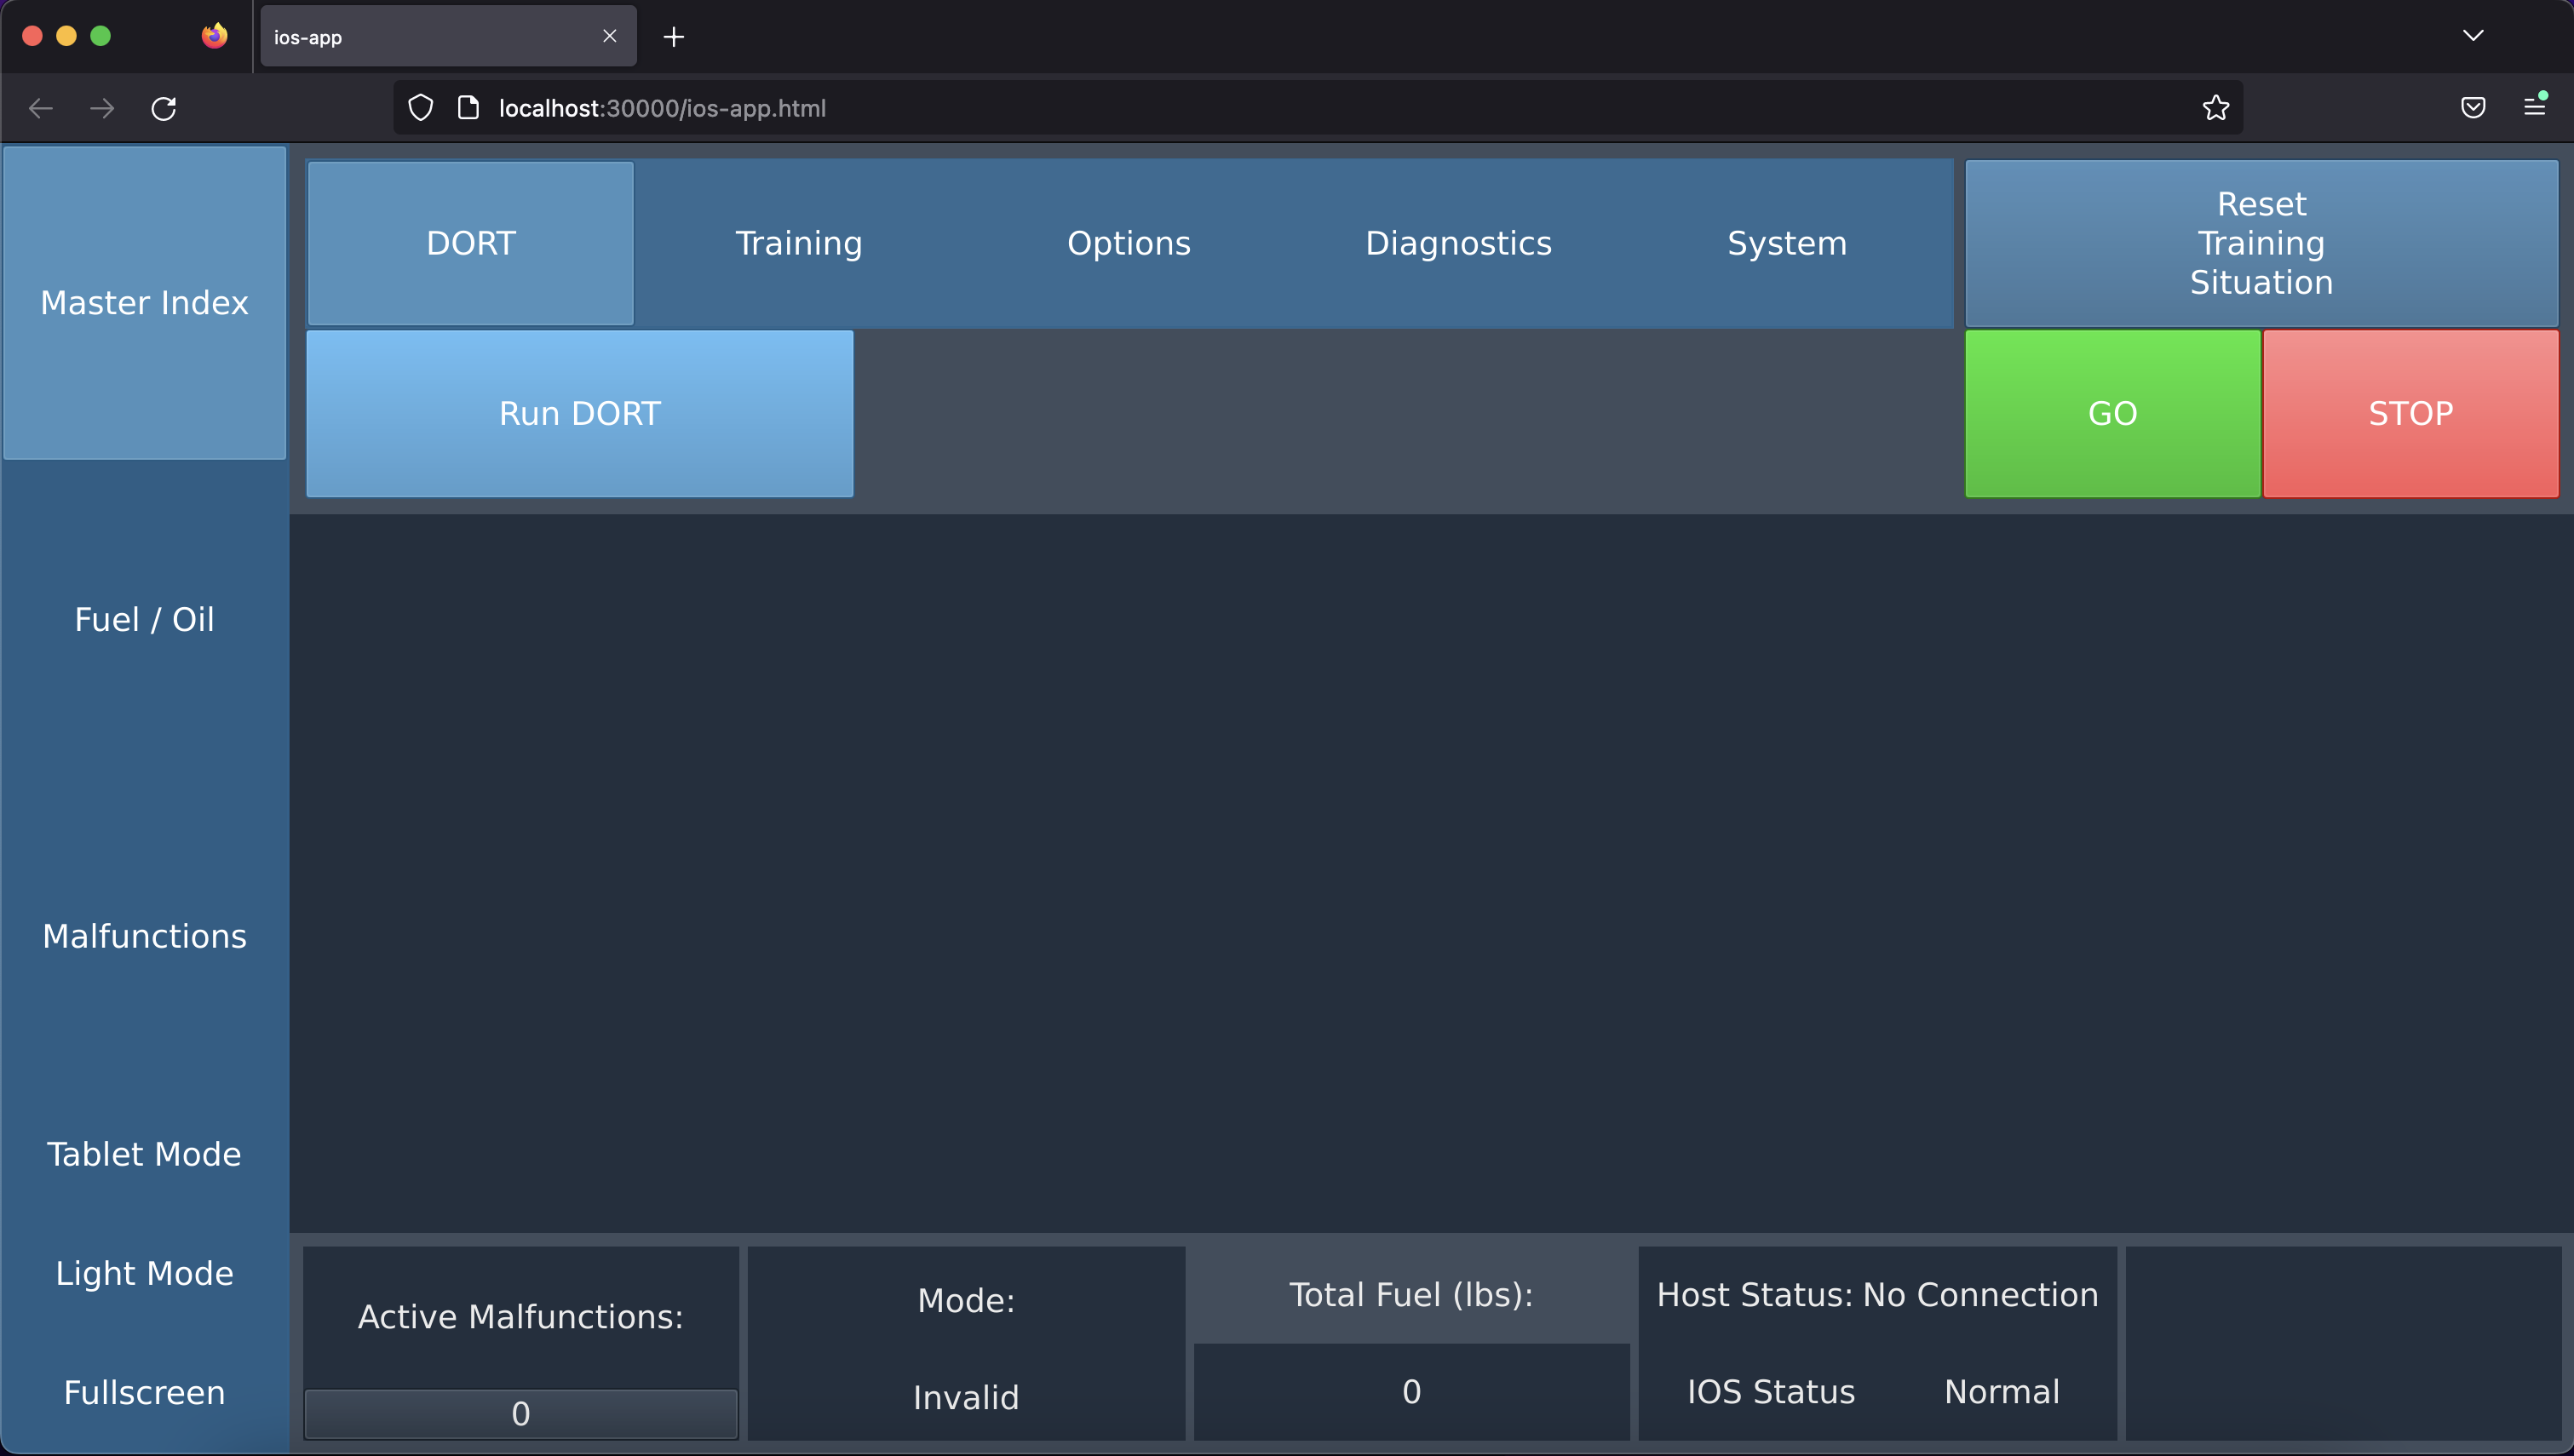 ios-app
localhost:30000/ios-app.html
Master Index
Fuel / Oil
Malfunctions
Tablet Mode
Light Mode
Fullscreen
DORT
Training
Options
Diagnostics
System
Run DORT
Reset
Training
Situation
GO
STOP
Active Malfunctions:
0
Mode:
Invalid
Total Fuel (lbs):
0
Host Status: No Connection
IOS Status Normal